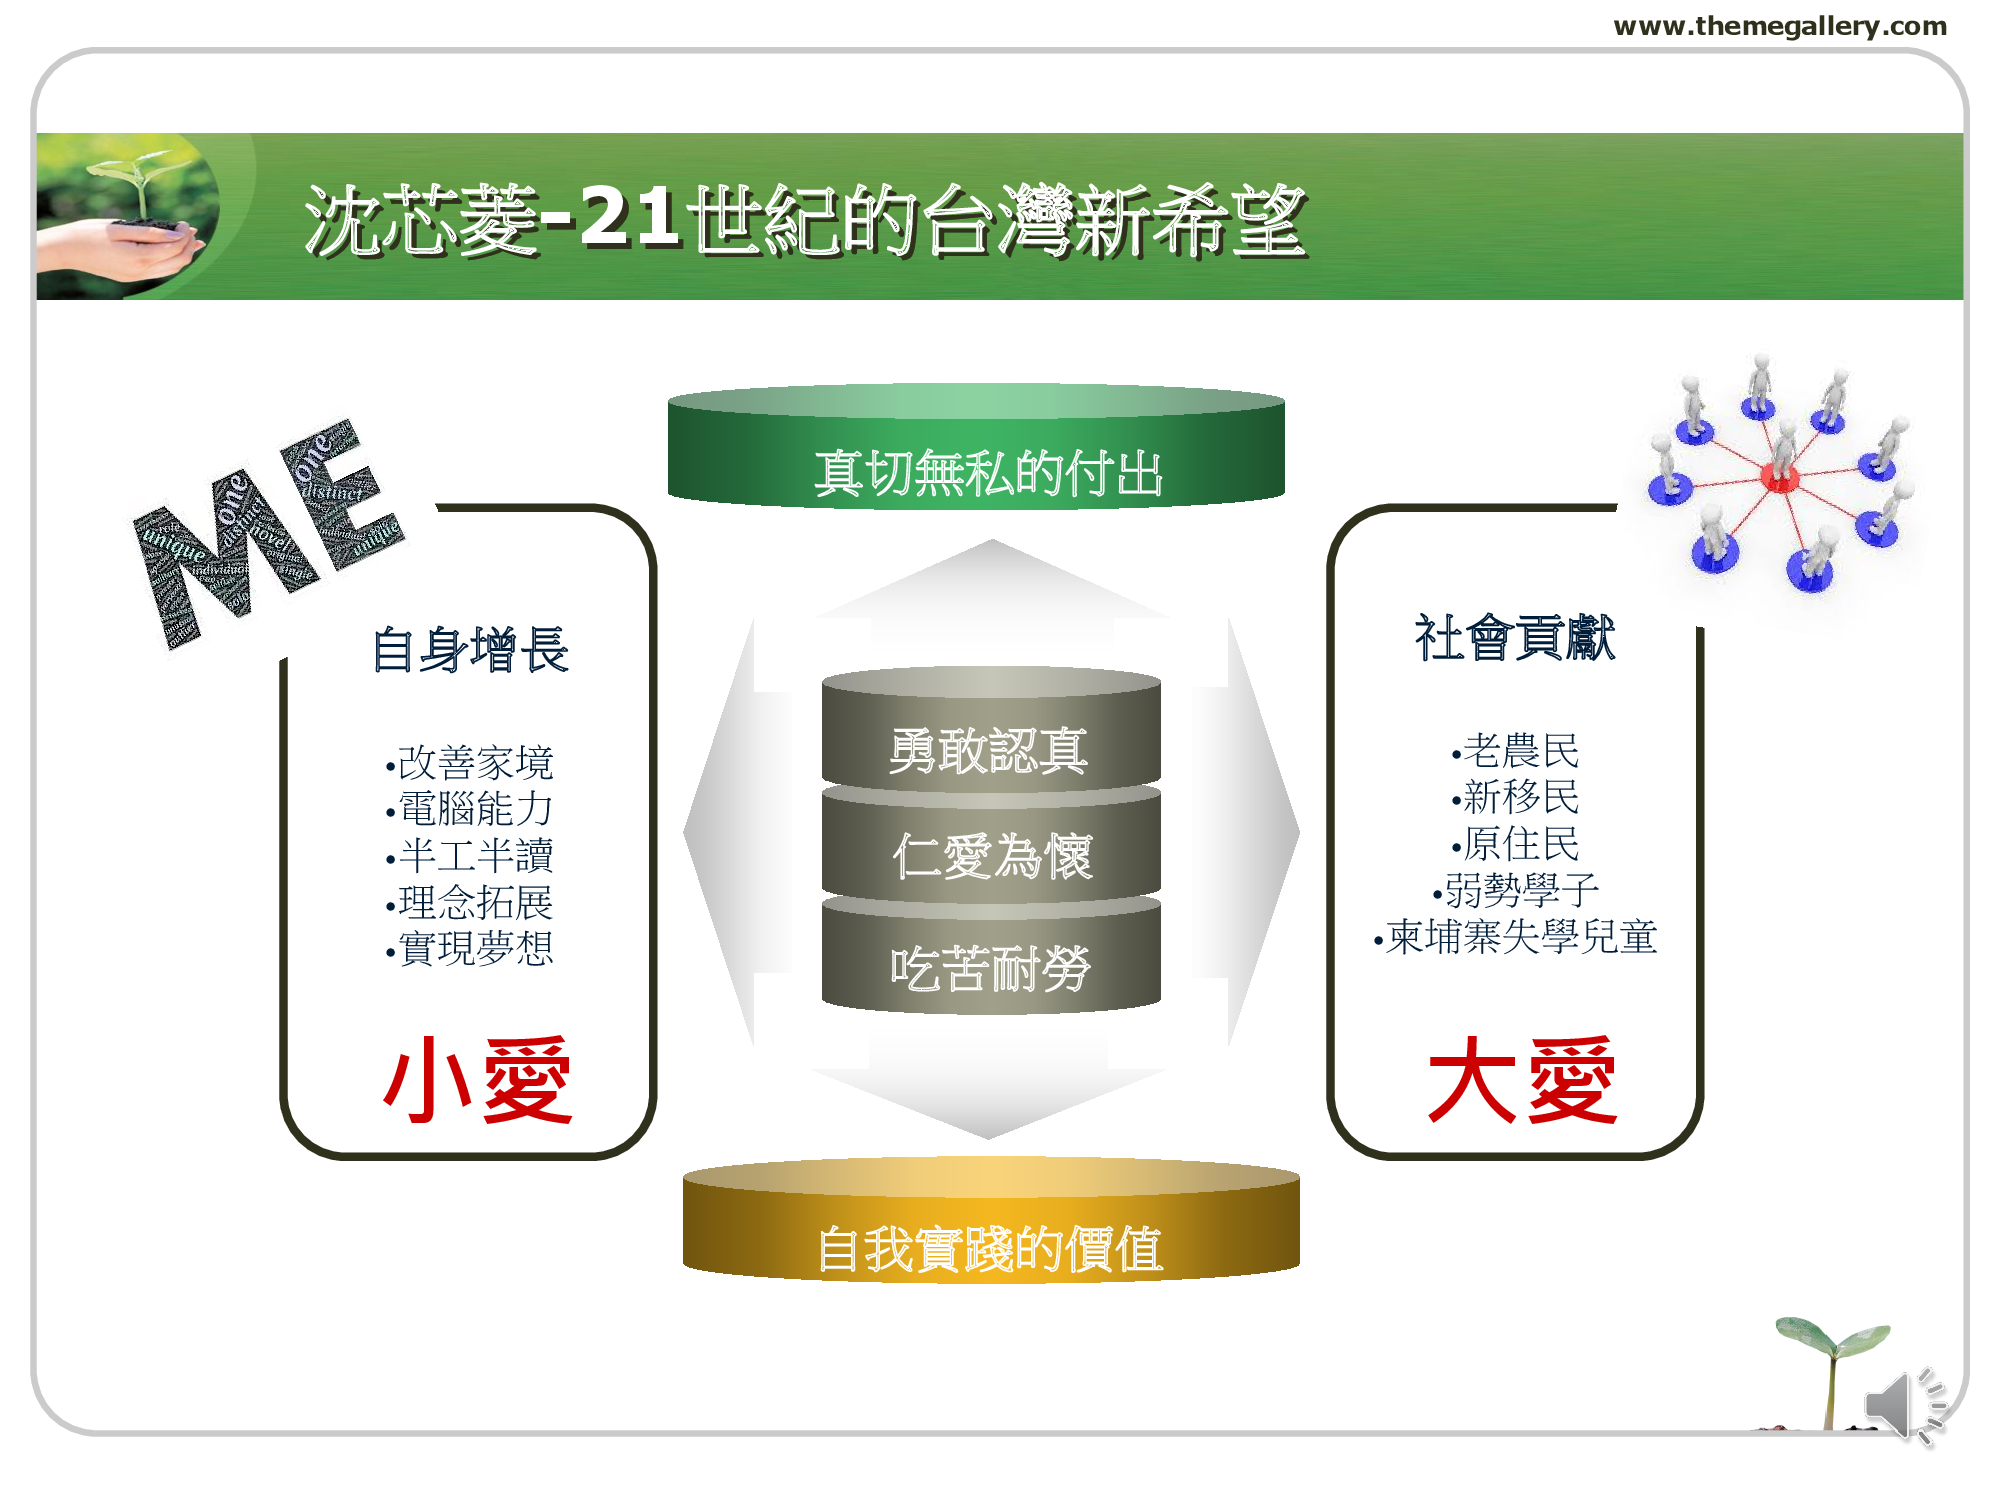 www.themegallery.com
沈芯菱-21世紀的台灣新希望
真切無私的付出
ME
one
one
distinct
unique
novel
individual
unique
自身增長
•改善家境
•電腦能力
•半工半讀
•理念拓展
•實現夢想
小愛
勇敢認真
仁愛為懷
吃苦耐勞
社會貢獻
•老農民
•新移民
•原住民
•弱勢學子
•柬埔寨失學兒童
大愛
自我實踐的價值